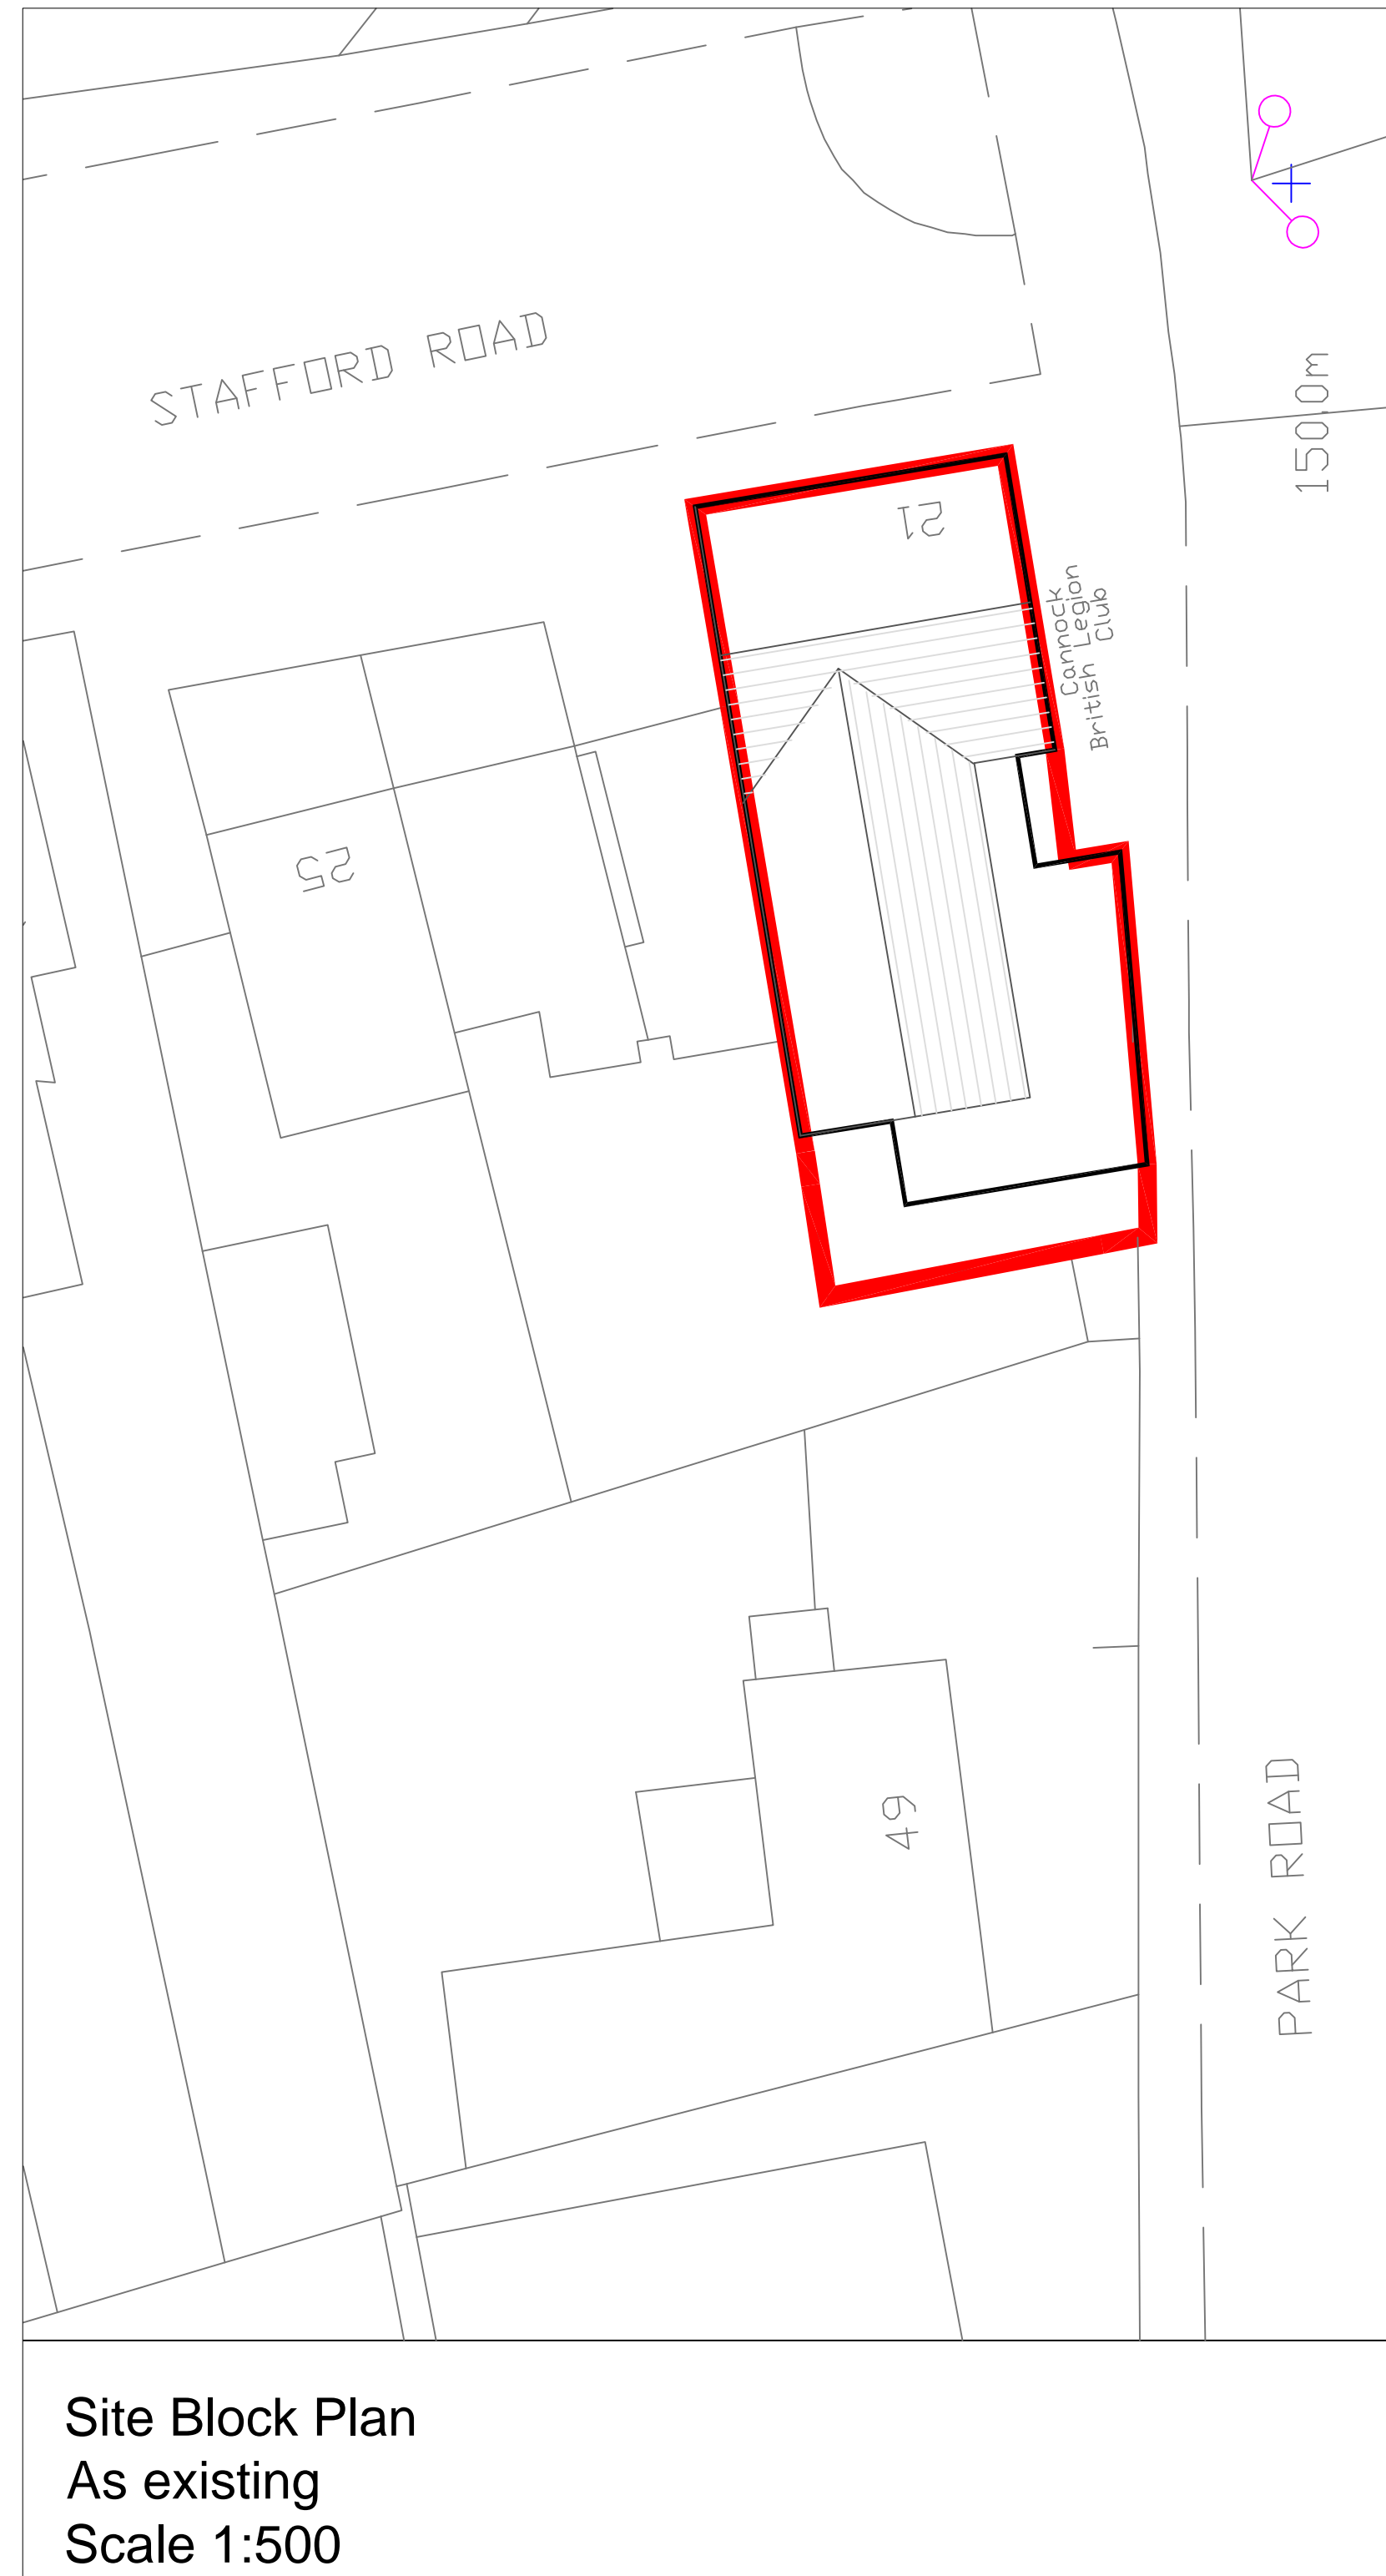 STAFFORD ROAD
150.0m
21
Cannock
British Legion
Club
25
49
PARK ROAD
Site Block Plan
As existing
Scale 1:500